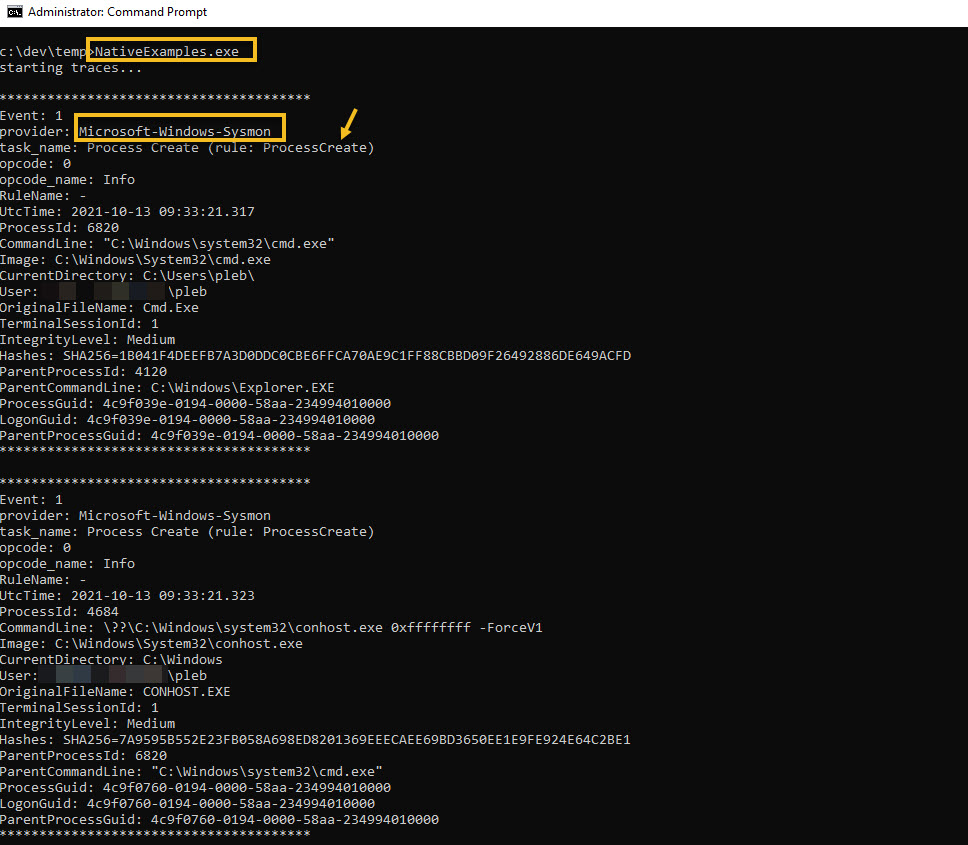 Administrator: Command Prompt
c:\dev\temp>NativeExamples.exe
starting traces...
***************************************
Event: 1
provider: Microsoft-Windows-Sysmon
task_name: Process Create (rule: ProcessCreate)
opcode: 0
opcode_name: Info
RuleName: -
UtcTime: 2021-10-13 09:33:21.317
ProcessId: 6820
CommandLine: "C:\Windows\system32\cmd.exe"
Image: C:\Windows\System32\cmd.exe
CurrentDirectory: C:\Users\pleb\
User: \pleb
OriginalFileName: Cmd.Exe
TerminalSessionId: 1
IntegrityLevel: Medium
Hashes: SHA256=1B041F4DEEFB7A3D0DDC0CBE6FFCA70AE9C1FF88CBBD09F26492886DE649ACFD
ParentProcessId: 4120
ParentCommandLine: C:\Windows\Explorer.EXE
ProcessGuid: 4c9f039e-0194-0000-58aa-234994010000
LogonGuid: 4c9f039e-0194-0000-58aa-234994010000
ParentProcessGuid: 4c9f039e-0194-0000-58aa-234994010000
***************************************
***************************************
Event: 1
provider: Microsoft-Windows-Sysmon
task_name: Process Create (rule: ProcessCreate)
opcode: 0
opcode_name: Info
RuleName: -
UtcTime: 2021-10-13 09:33:21.323
ProcessId: 4684
CommandLine: \??\C:\Windows\system32\conhost.exe 0xffffffff -ForceV1
Image: C:\Windows\System32\conhost.exe
CurrentDirectory: C:\Windows
User: \pleb
OriginalFileName: CONHOST.EXE
TerminalSessionId: 1
IntegrityLevel: Medium
Hashes: SHA256=7A9595B552E23FB058A698ED8201369EEECAEE69BD3650EE1E9FE924E64C2BE1
ParentProcessId: 6820
ParentCommandLine: "C:\Windows\system32\cmd.exe"
ProcessGuid: 4c9f0760-0194-0000-58aa-234994010000
LogonGuid: 4c9f0760-0194-0000-58aa-234994010000
ParentProcessGuid: 4c9f0760-0194-0000-58aa-234994010000
***************************************